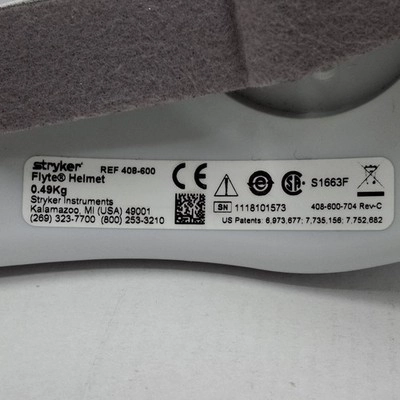 stryker® REF 408-600
Flyte® Helmet
0.49Kg
Stryker Instruments
Kalamazoo, MI (USA) 49001
(269) 323-7700 (800) 253-3210
CE
S1663F
SN 1118101573
408-600-704 Rev-C
US Patents: 6,973,677; 7,735,156; 7,752,682